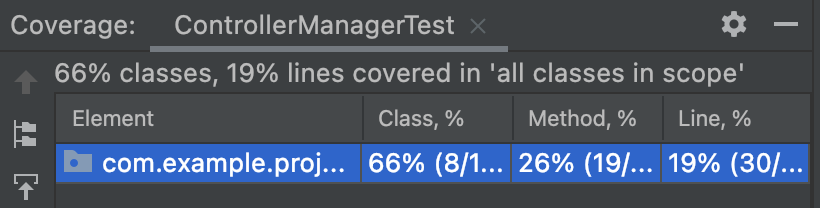 Coverage: ControllerManagerTest
66% classes, 19% lines covered in 'all classes in scope'
Element Class, % Method, % Line, %
com.example.proj... 66% (8/1... 26% (19/... 19% (30/...